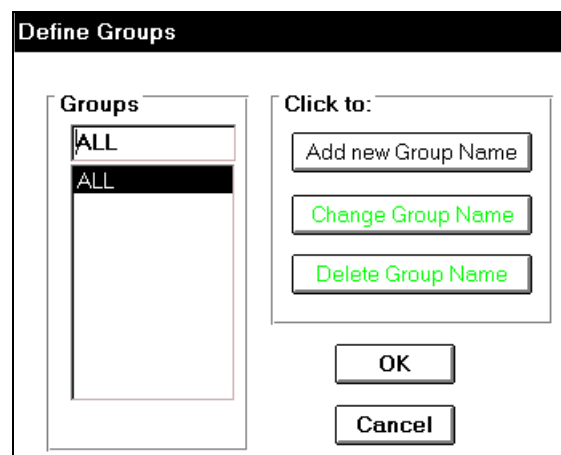 Define Groups
Groups
ALL
ALL
Click to:
Add new Group Name
Change Group Name
Delete Group Name
OK
Cancel